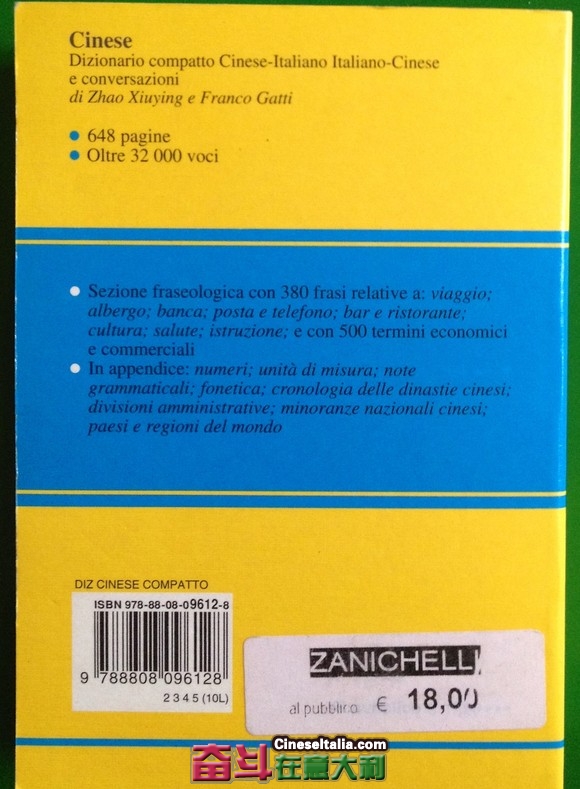 Cinese
Dizionario compatto Cinese-Italiano Italiano-Cinese
e conversazioni
di Zhao Xiuying e Franco Gatti
● 648 pagine
● Oltre 32 000 voci
● Sezione fraseologica con 380 frasi relative a: viaggio;
albergo; banca; posta e telefono; bar e ristorante;
cultura; salute; istruzione; e con 500 termini economici
e commerciali
● In appendice: numeri; unità di misura; note
grammaticali; fonetica; cronologia delle dinastie cinesi;
divisioni amministrative; minoranze nazionali cinesi;
paesi e regioni del mondo
DIZ CINESE COMPATTO
ISBN 978-88-08-09612-8
9 788808 096128
2 3 4 5 (10L)
ZANICHELLI
al pubblico € 18,00
CineseItalia.com
奋斗在意大利